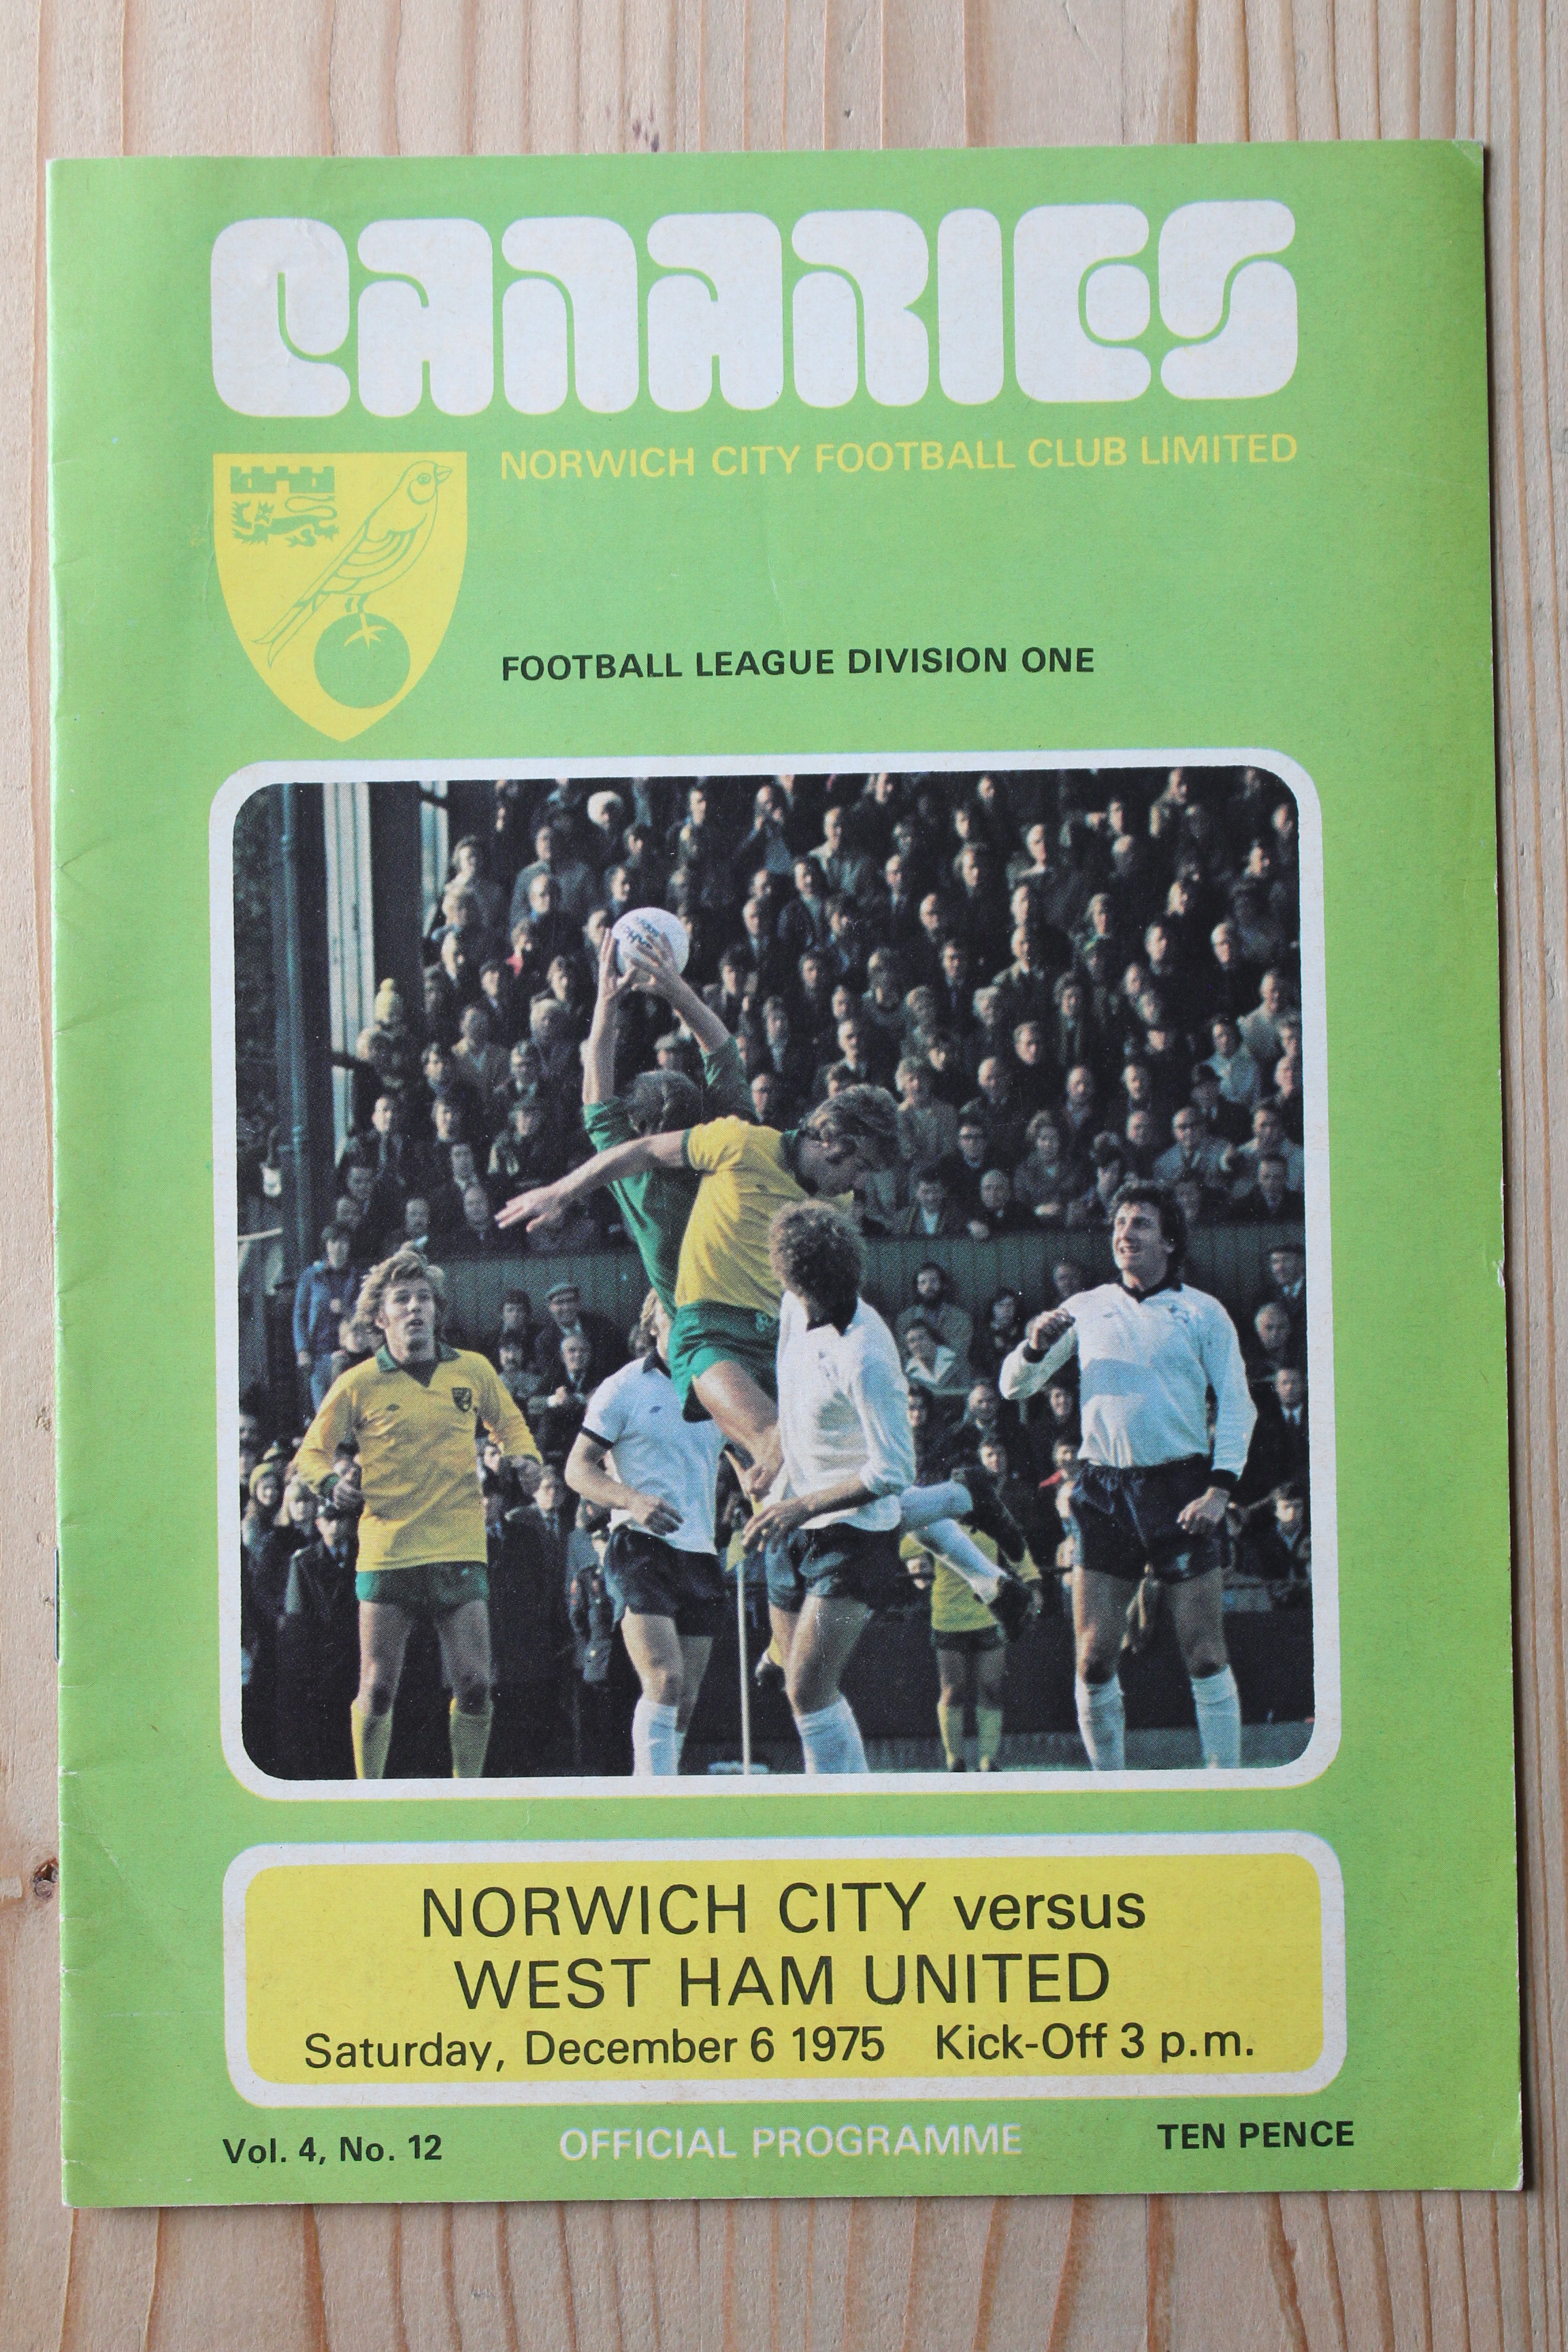 CANARIES
NORWICH CITY FOOTBALL CLUB LIMITED
FOOTBALL LEAGUE DIVISION ONE
NORWICH CITY versus
WEST HAM UNITED
Saturday, December 6 1975 Kick-Off 3 p.m.
Vol. 4, No. 12 OFFICIAL PROGRAMME TEN PENCE